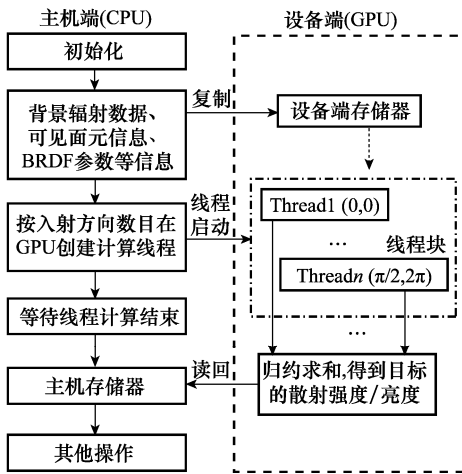 主机端(CPU)
设备端(GPU)
初始化
背景辐射数据、
可见面元信息、
BRDF参数等信息
复制
设备端存储器
按入射方向数目在
GPU创建计算线程
线程
启动
Thread1 (0,0)
…
线程块
Threadn (π/2,2π)
…
等待线程计算结束
归约求和,得到目标
的散射强度/亮度
读回
主机存储器
其他操作